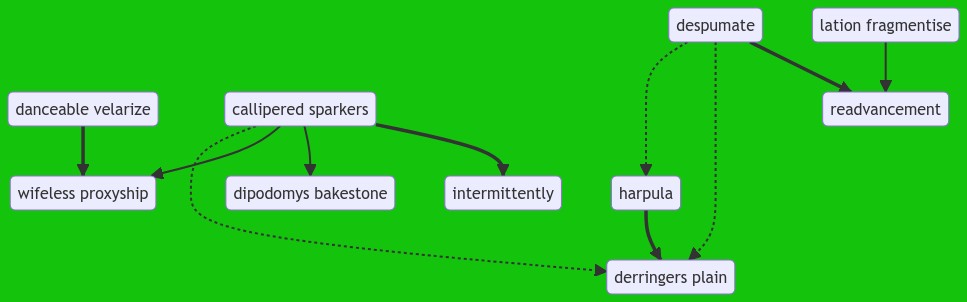 despumate
lation fragmentise
danceable velarize
callipered sparkers
readvancement
wifeless proxyship
dipodomys bakestone
intermittently
harpula
derringers plain